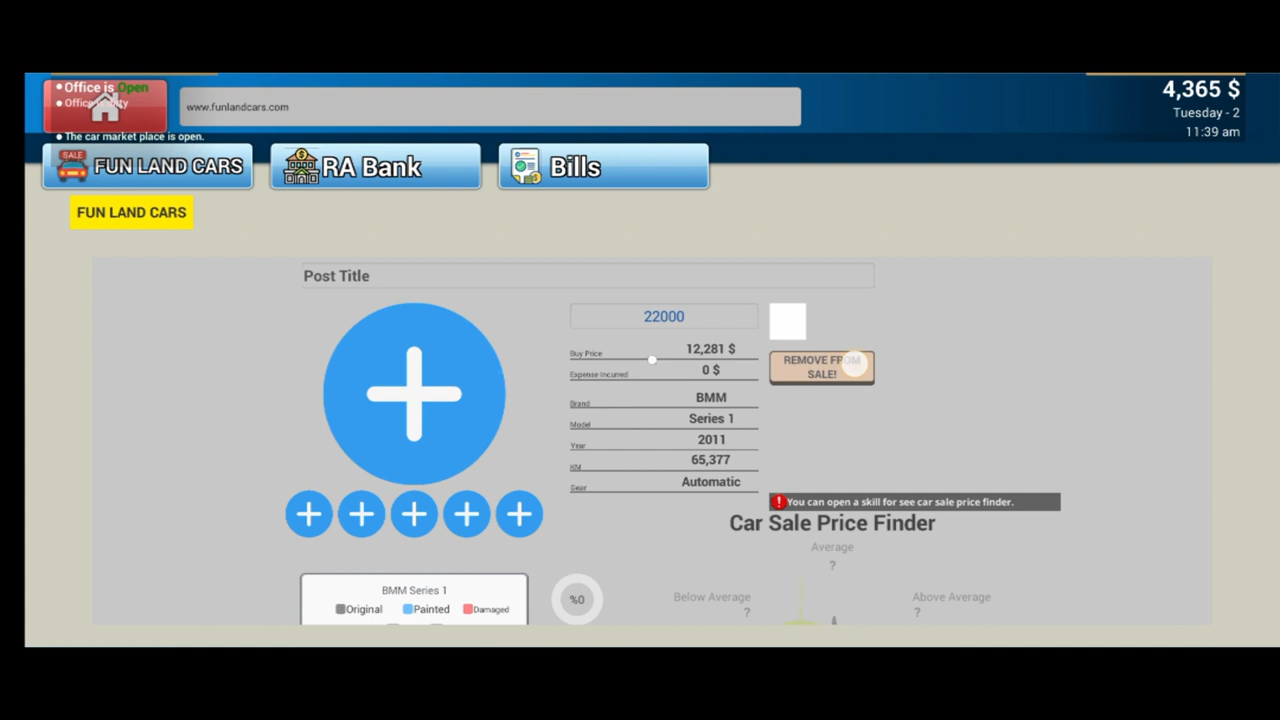 Office is Open
Office is
The car market place is open.
www.funlandcars.com
4,365 $
Tuesday - 2
11:39 am
SALE
FUN LAND CARS
RA Bank
Bills
FUN LAND CARS
Post Title
22000
Buy Price 12,281 $
Expense Incurred 0 $
Brand BMM
Model Series 1
Year 2011
KM 65,377
Gear Automatic
REMOVE FROM
SALE!
You can open a skill for see car sale price finder.
Car Sale Price Finder
Average
?
Below Average
?
Above Average
?
BMM Series 1
Original Painted Damaged
%0